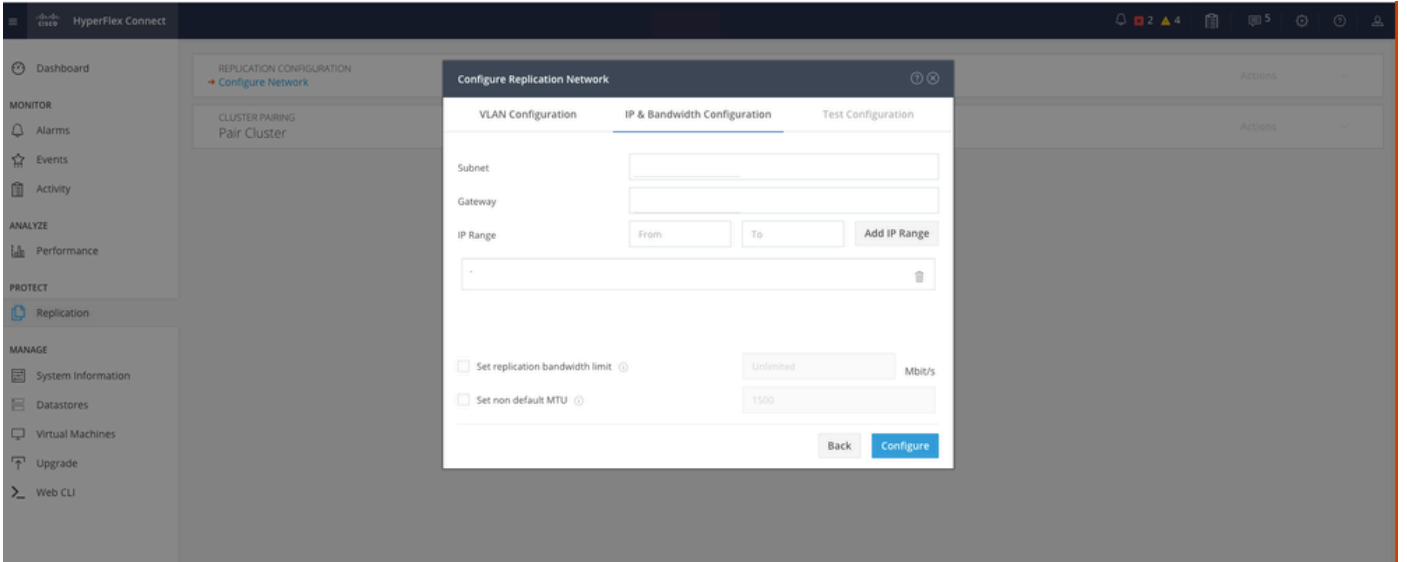 CISCO HyperFlex Connect
2 4 5
Dashboard
MONITOR
Alarms
Events
Activity
ANALYZE
Performance
PROTECT
Replication
MANAGE
System Information
Datastores
Virtual Machines
Upgrade
Web CLI
REPLICATION CONFIGURATION
Configure Network
Actions
CLUSTER PAIRING
Pair Cluster
Actions
Configure Replication Network
VLAN Configuration IP & Bandwidth Configuration Test Configuration
Subnet
Gateway
IP Range From To Add IP Range
-
Set replication bandwidth limit Unlimited Mbit/s
Set non default MTU 1500
Back Configure